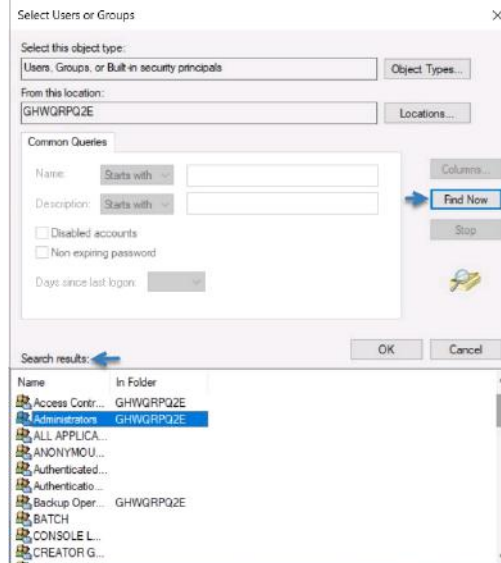 Select Users or Groups
Select this object type:
Users, Groups, or Built-in security principals
Object Types...
From this location:
GHWQRPQ2E
Locations...
Common Queries
Name:
Starts with
Columns...
Description:
Starts with
Find Now
Disabled accounts
Stop
Non expiring password
Days since last logon:
OK
Cancel
Search results:
Name In Folder
Access Contr... GHWQRPQ2E
Administrators GHWQRPQ2E
ALL APPLICA...
ANONYMOU...
Authenticated...
Authenticatio...
Backup Oper... GHWQRPQ2E
BATCH
CONSOLE L...
CREATOR G...